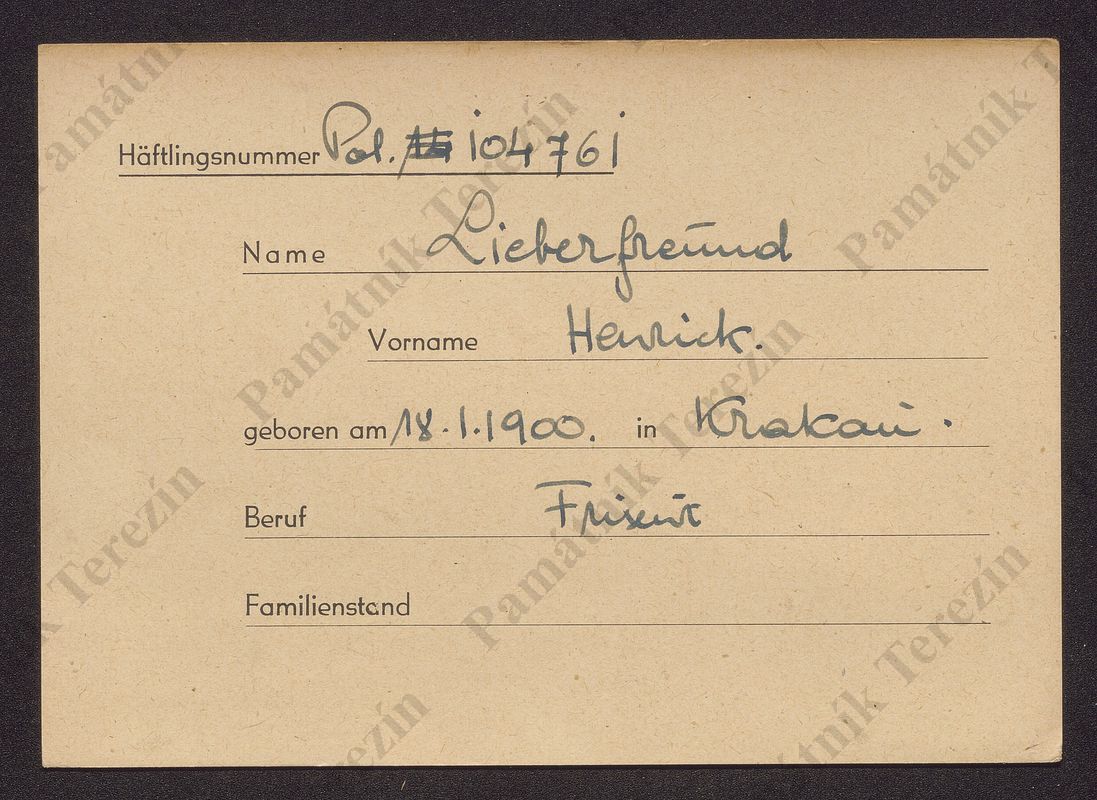 Häftlingsnummer Pol. 104761
Name Lieberfreund
Vorname Henrick.
geboren am 18.1.1900. in Krakau.
Beruf Friseur
Familienstand
Památník Terezín